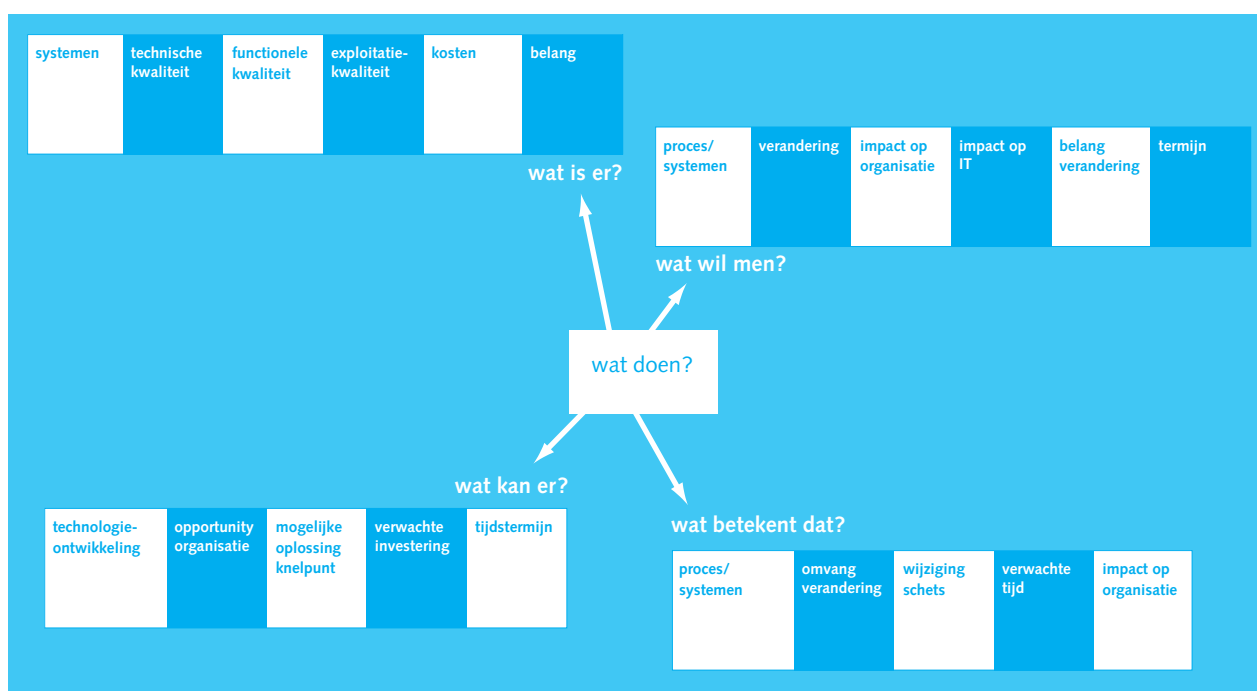 systemen
technische
kwaliteit
functionele
kwaliteit
exploitatie-
kwaliteit
kosten
belang
wat is er?
proces/
systemen
verandering
impact op
organisatie
impact op
IT
belang
verandering
termijn
wat wil men?
wat doen?
wat kan er?
technologie-
ontwikkeling
opportunity
organisatie
mogelijke
oplossing
knelpunt
verwachte
investering
tijdstermijn
wat betekent dat?
proces/
systemen
omvang
verandering
wijziging
schets
verwachte
tijd
impact op
organisatie